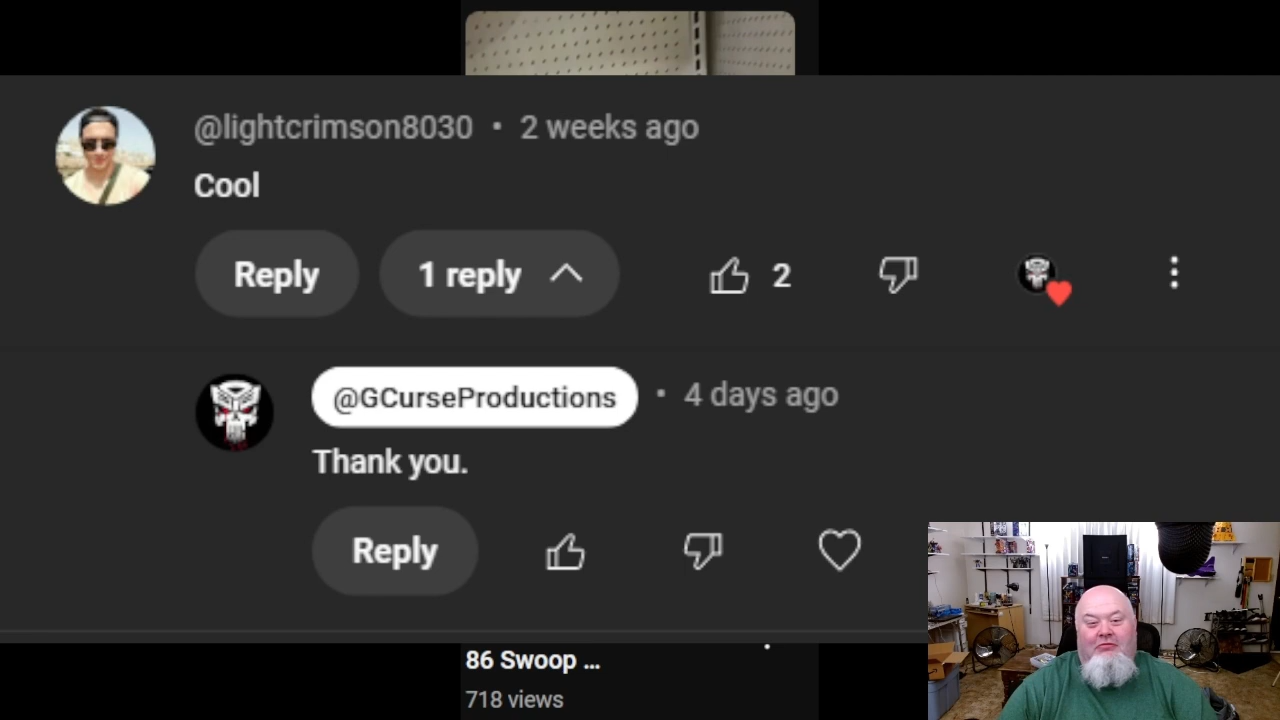 @lightcrimson8030 • 2 weeks ago
Cool
Reply 1 reply 2
@GCurseProductions • 4 days ago
Thank you.
Reply
86 Swoop ...
718 views